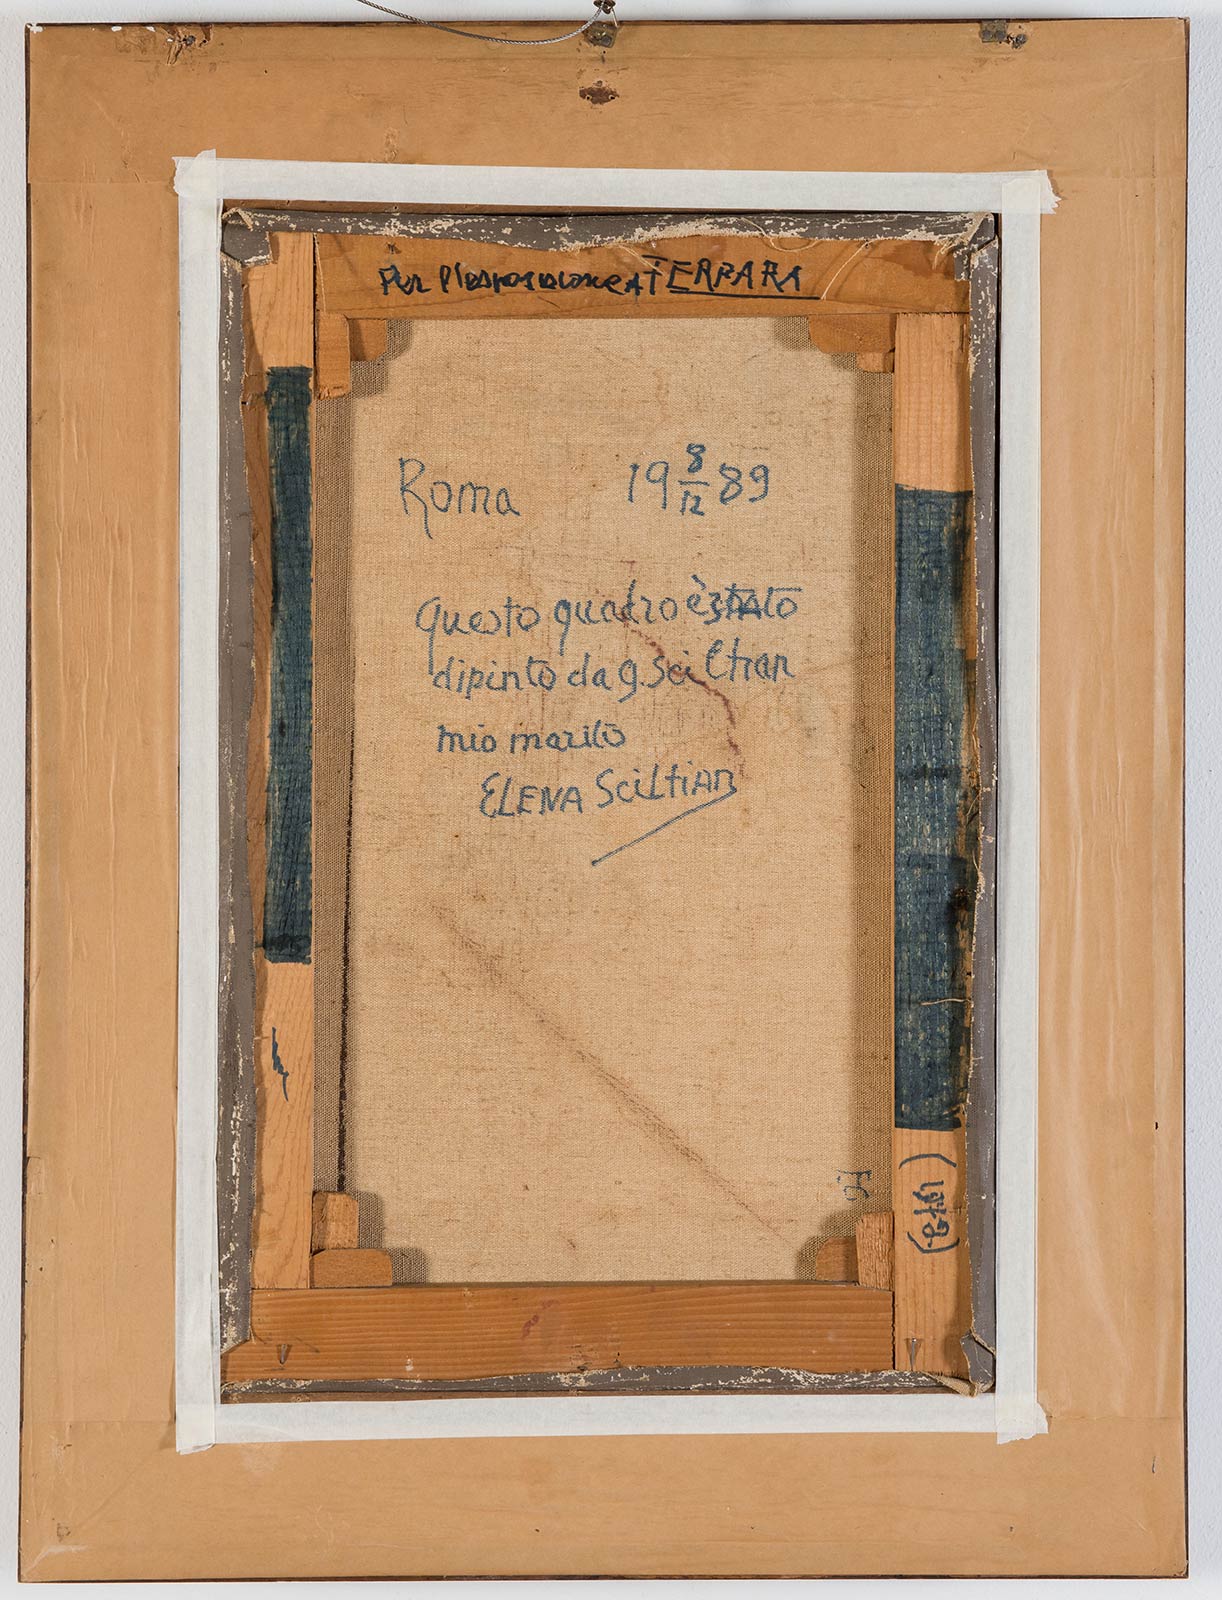 Per l'esposizione A FERRARA
Roma 19 8/12 89
Questo quadro è stato
dipinto da G. Sciltian
mio marito
ELENA SciLtiAn